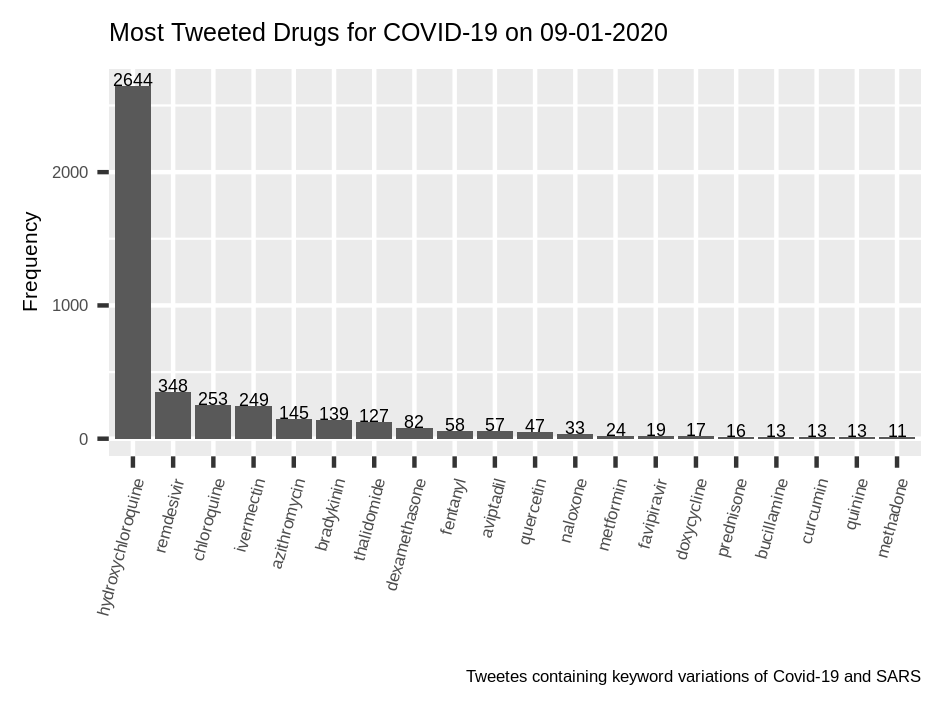 Most Tweeted Drugs for COVID-19 on 09-01-2020
Frequency
2000
1000
0
2644
348
253
249
145
139
127
82
58
57
47
33
24
19
17
16
13
13
13
11
hydroxychloroquine
remdesivir
chloroquine
ivermectin
azithromycin
bradykinin
thalidomide
dexamethasone
fentanyl
aviptadil
quercetin
naloxone
metformin
favipiravir
doxycycline
prednisone
bucillamine
curcumin
quinine
methadone
Tweetes containing keyword variations of Covid-19 and SARS